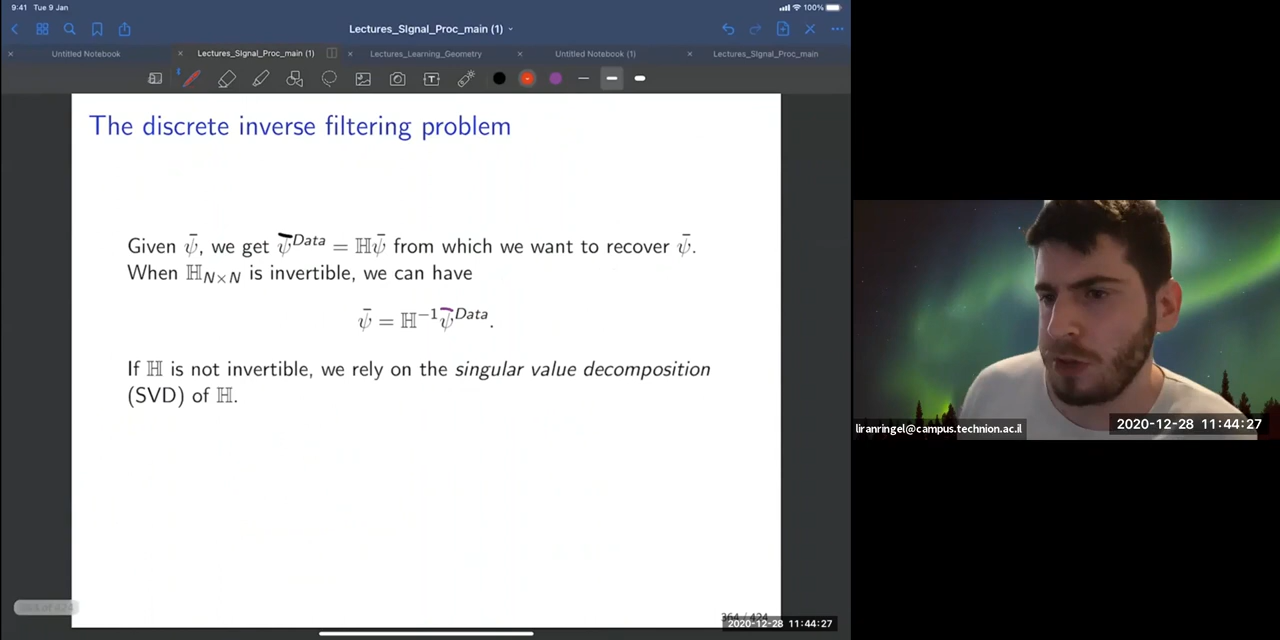 9:41 Tue 9 Jan
100%
Lectures_SIgnal_Proc_main (1)
Untitled Notebook
Lectures_SIgnal_Proc_main (1)
Lectures_Learning_Geometry
Untitled Notebook (1)
Lectures_SIgnal_Proc_main
The discrete inverse filtering problem
Given ψ̄, we get ψ̄^Data = ℍψ̄ from which we want to recover ψ̄.
When ℍ_{N×N} is invertible, we can have
ψ̄ = ℍ⁻¹ψ̄^Data.
If ℍ is not invertible, we rely on the singular value decomposition
(SVD) of ℍ.
364 / 424
2020-12-28 11:44:27
liranringel@campus.technion.ac.il
2020-12-28 11:44:27